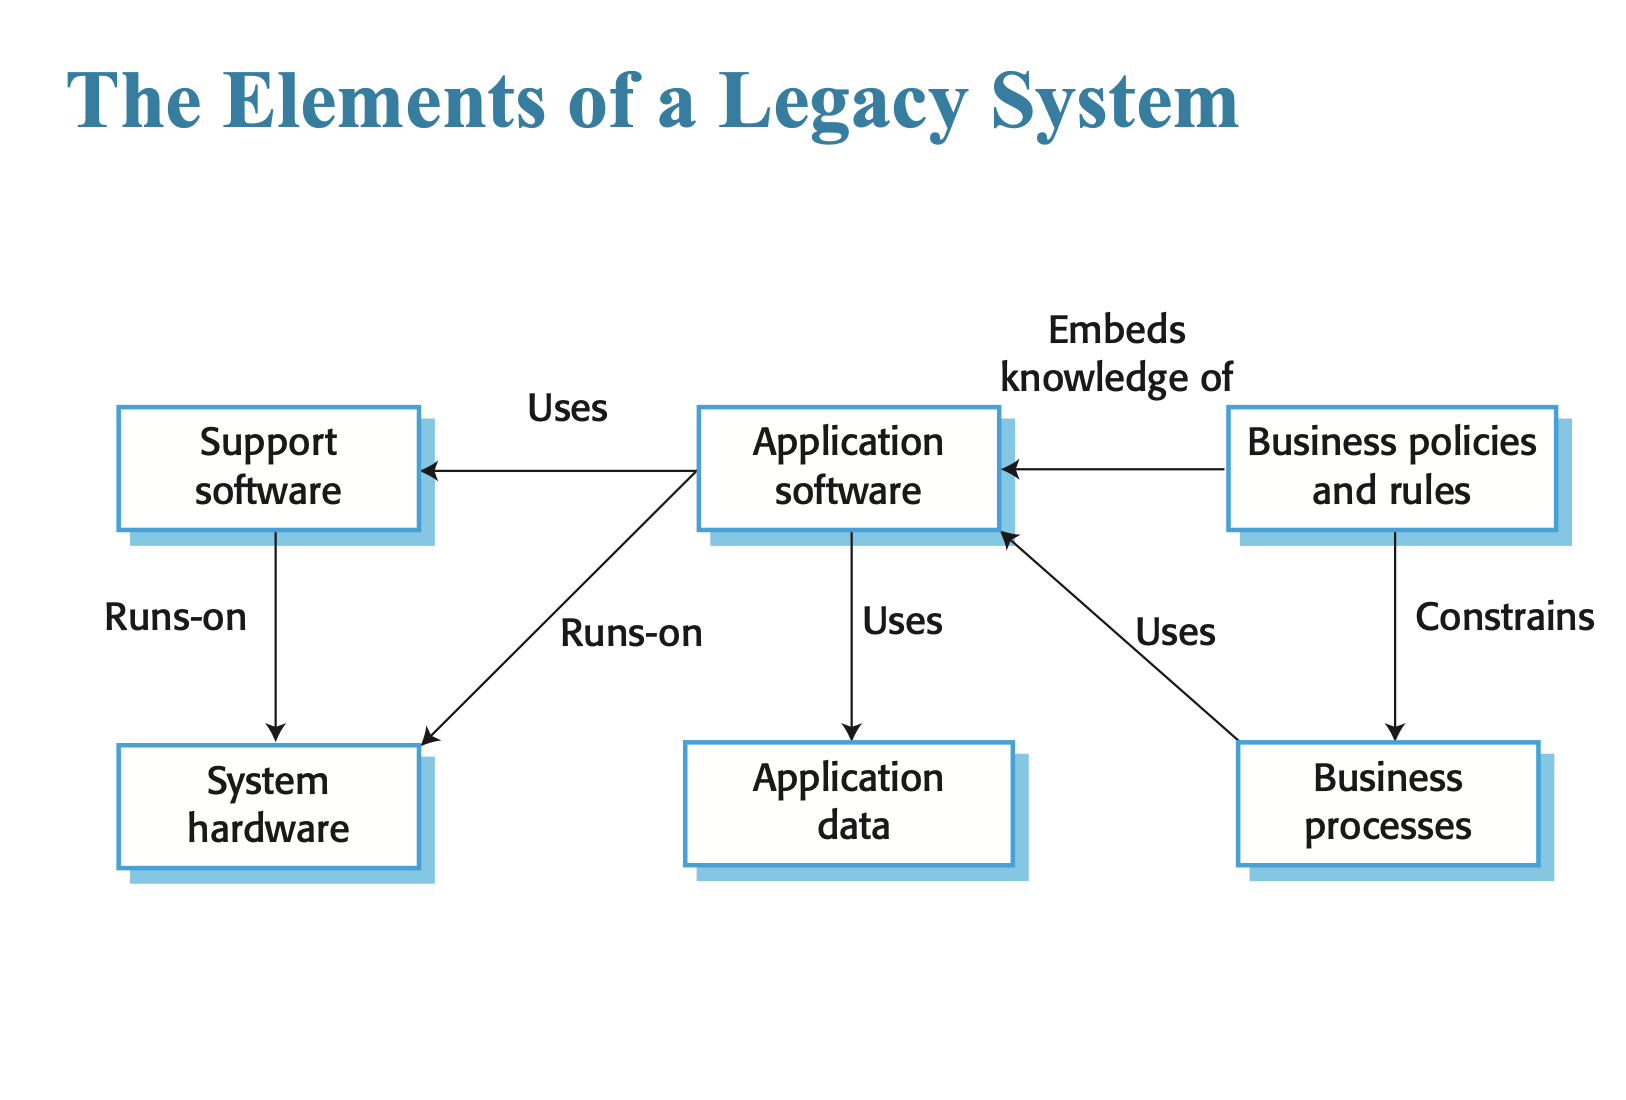 The Elements of a Legacy System
Embeds
knowledge of
Uses
Support
software
Application
software
Business policies
and rules
Runs-on
Runs-on
Uses
Uses
Constrains
System
hardware
Application
data
Business
processes